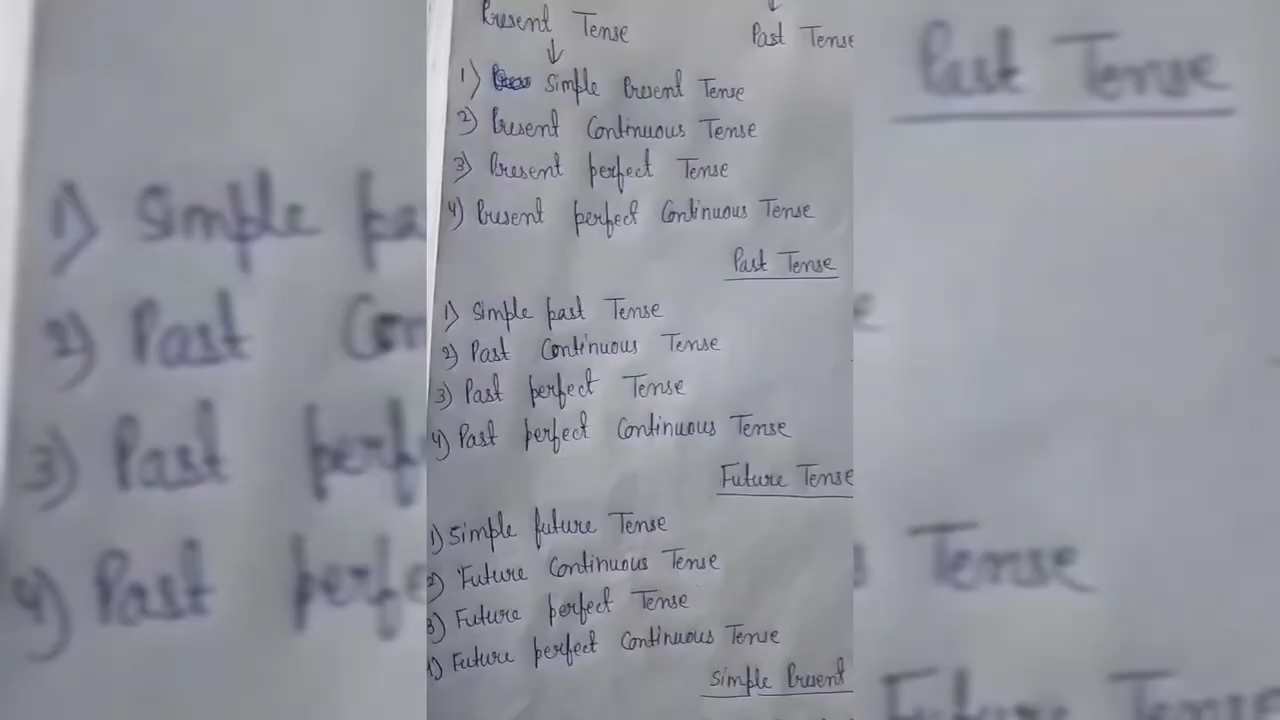 Present Tense
Past Tense
1) Simple Present Tense
2) Present Continuous Tense
3) Present perfect Tense
4) Present perfect Continuous Tense
Past Tense
1) Simple past Tense
2) Past Continuous Tense
3) Past perfect Tense
4) Past perfect Continuous Tense
Future Tense
1) Simple future Tense
2) Future Continuous Tense
3) Future perfect Tense
4) Future perfect Continuous Tense
Simple Present